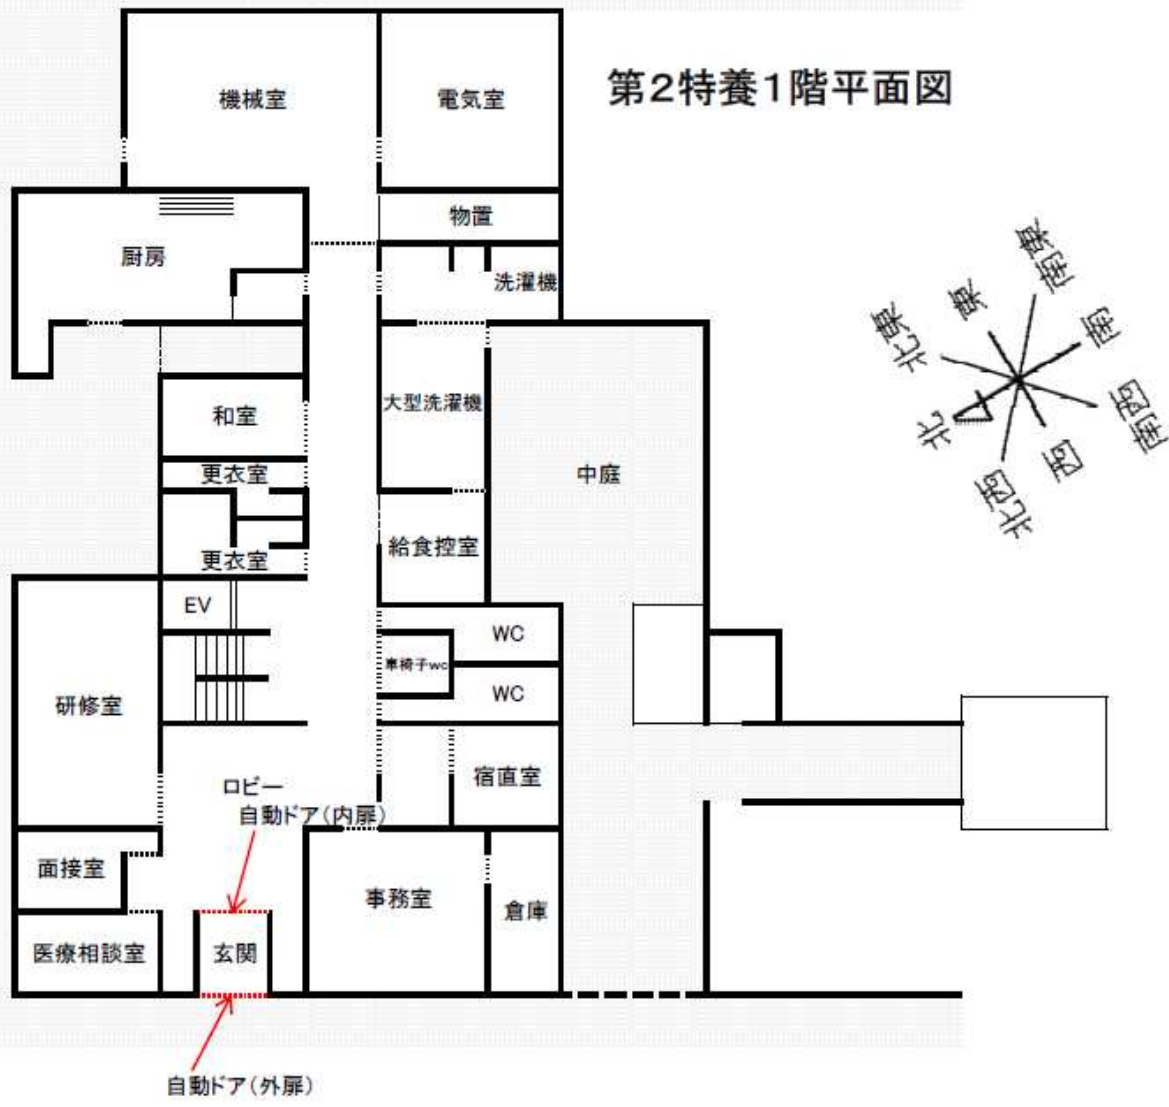 第2特養1階平面図
機械室
電気室
物置
厨房
洗濯機
和室
大型洗濯機
更衣室
中庭
更衣室
給食控室
EV
WC
車椅子wc
WC
研修室
ロビー
宿直室
自動ドア（内扉）
面接室
事務室
倉庫
医療相談室
玄関
自動ドア（外扉）
南東
東
南
北東
南西
北
西
北西